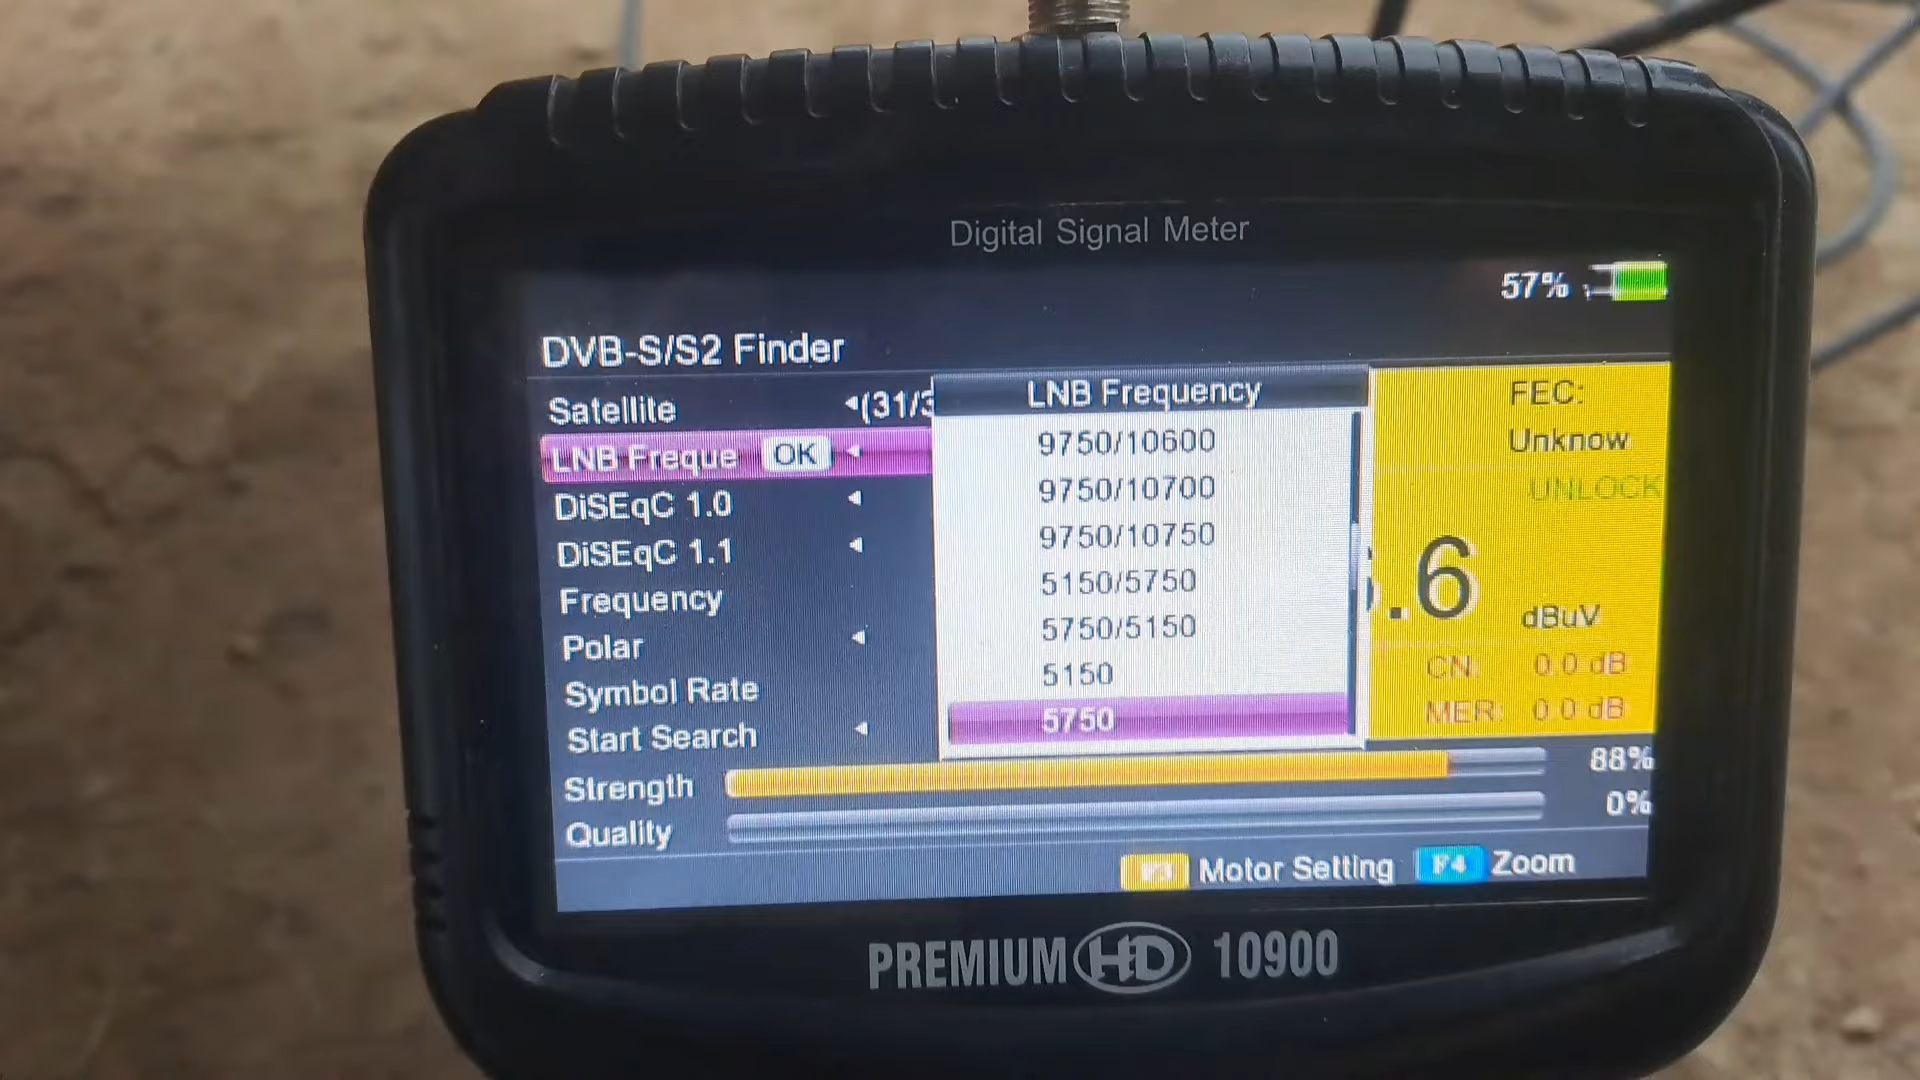 Digital Signal Meter
57%
DVB-S/S2 Finder
Satellite (31/3
LNB Freque OK
DiSEqC 1.0
DiSEqC 1.1
Frequency
Polar
Symbol Rate
Start Search
LNB Frequency
9750/10600
9750/10700
9750/10750
5150/5750
5750/5150
5150
5750
FEC:
Unknow
UNLOCK
.6
dBuV
CN: 0.0 dB
MER: 0.0 dB
Strength 88%
Quality 0%
F3 Motor Setting F4 Zoom
PREMIUM HD 10900